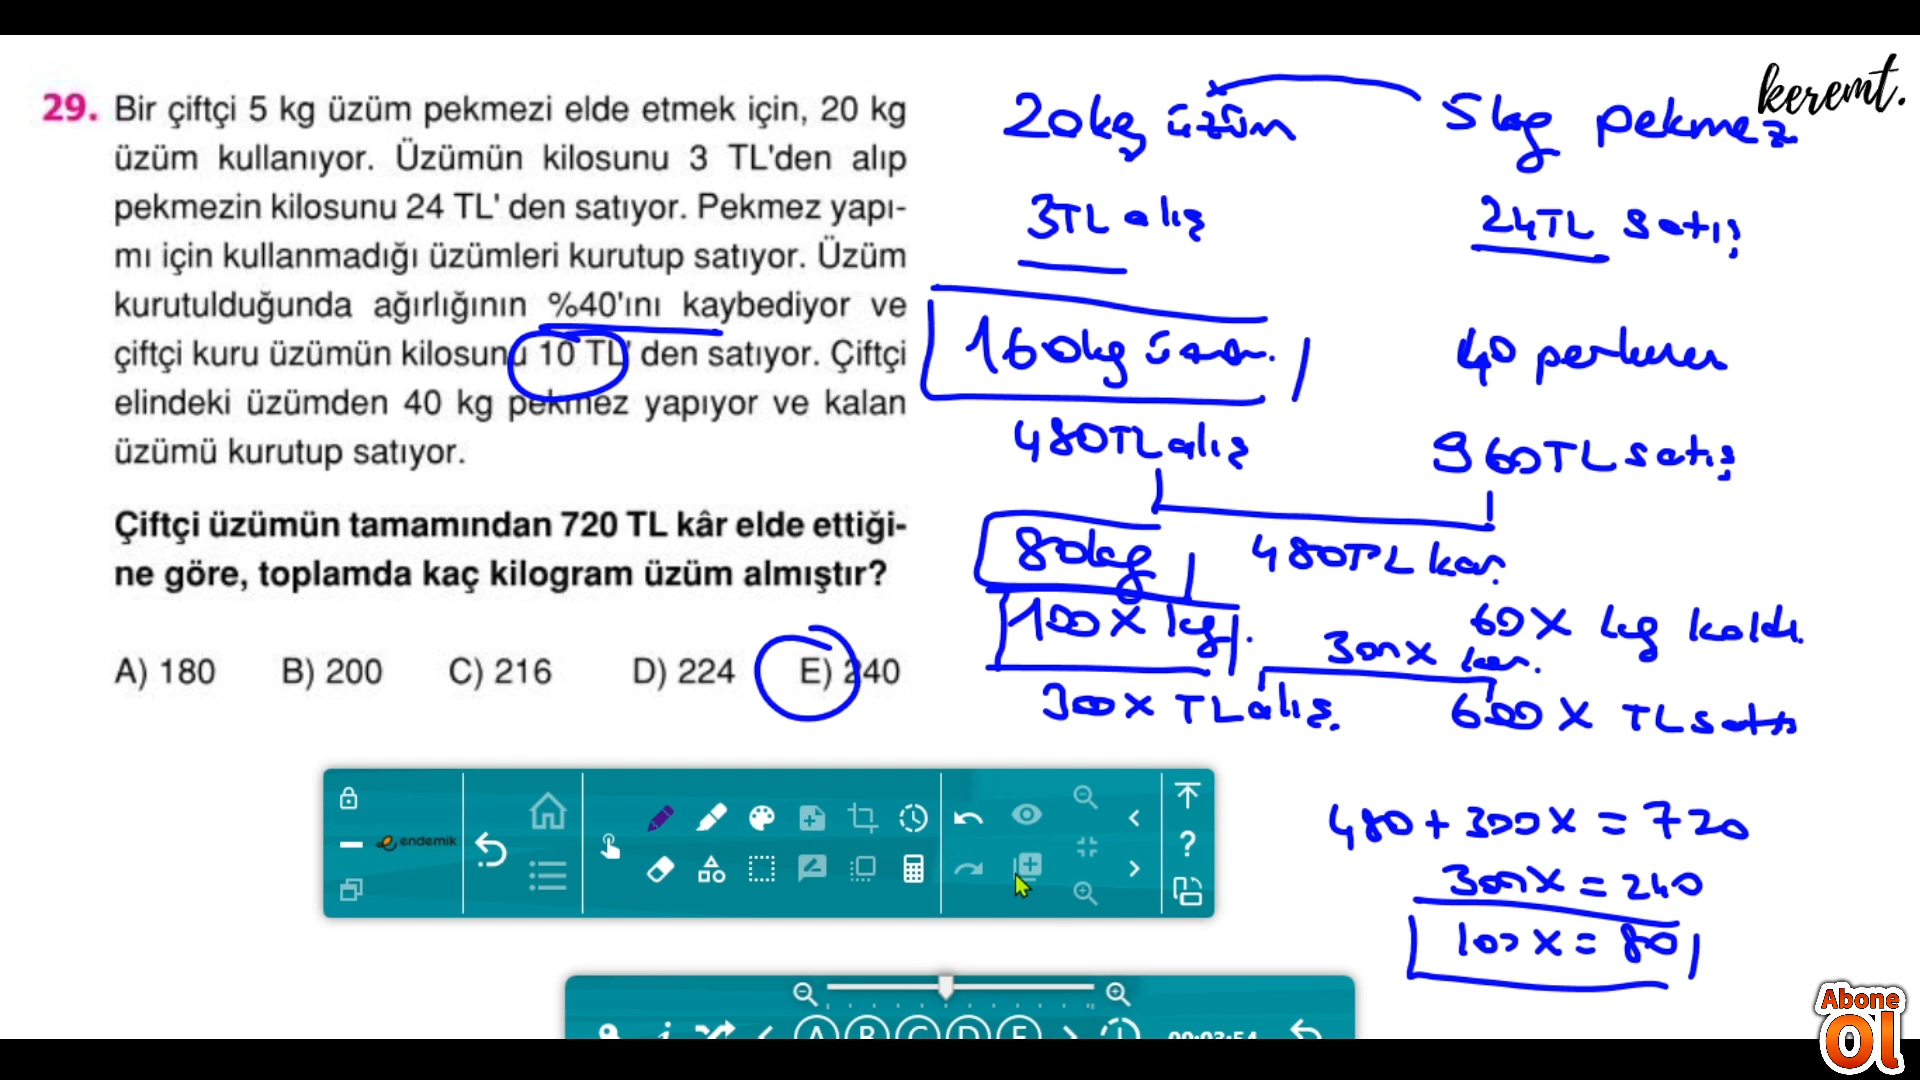 29. Bir çiftçi 5 kg üzüm pekmezi elde etmek için, 20 kg
üzüm kullanıyor. Üzümün kilosunu 3 TL'den alıp
pekmezin kilosunu 24 TL' den satıyor. Pekmez yapı-
mı için kullanmadığı üzümleri kurutup satıyor. Üzüm
kurutulduğunda ağırlığının %40'ını kaybediyor ve
çiftçi kuru üzümün kilosunu 10 TL' den satıyor. Çiftçi
elindeki üzümden 40 kg pekmez yapıyor ve kalan
üzümü kurutup satıyor.
Çiftçi üzümün tamamından 720 TL kâr elde ettiği-
ne göre, toplamda kaç kilogram üzüm almıştır?
A) 180 B) 200 C) 216 D) 224 E) 240
keremt.
20kg üzüm 5kg pekmez
3TL alış 24TL satış
160kg üzüm. 40 pekmez
480TL alış 960TL satış
80kg 480TL kar.
100X kg. 60X kg kaldı.
300X kar.
300X TL alış. 600X TL satış
480+300X=720
300X=240
100X=80
endemik
?
A B C D E
00:03:54
Abone
Ol